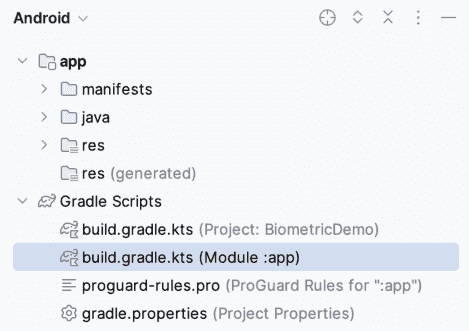 Android
app
manifests
java
res
res (generated)
Gradle Scripts
build.gradle.kts (Project: BiometricDemo)
build.gradle.kts (Module :app)
proguard-rules.pro (ProGuard Rules for ":app")
gradle.properties (Project Properties)